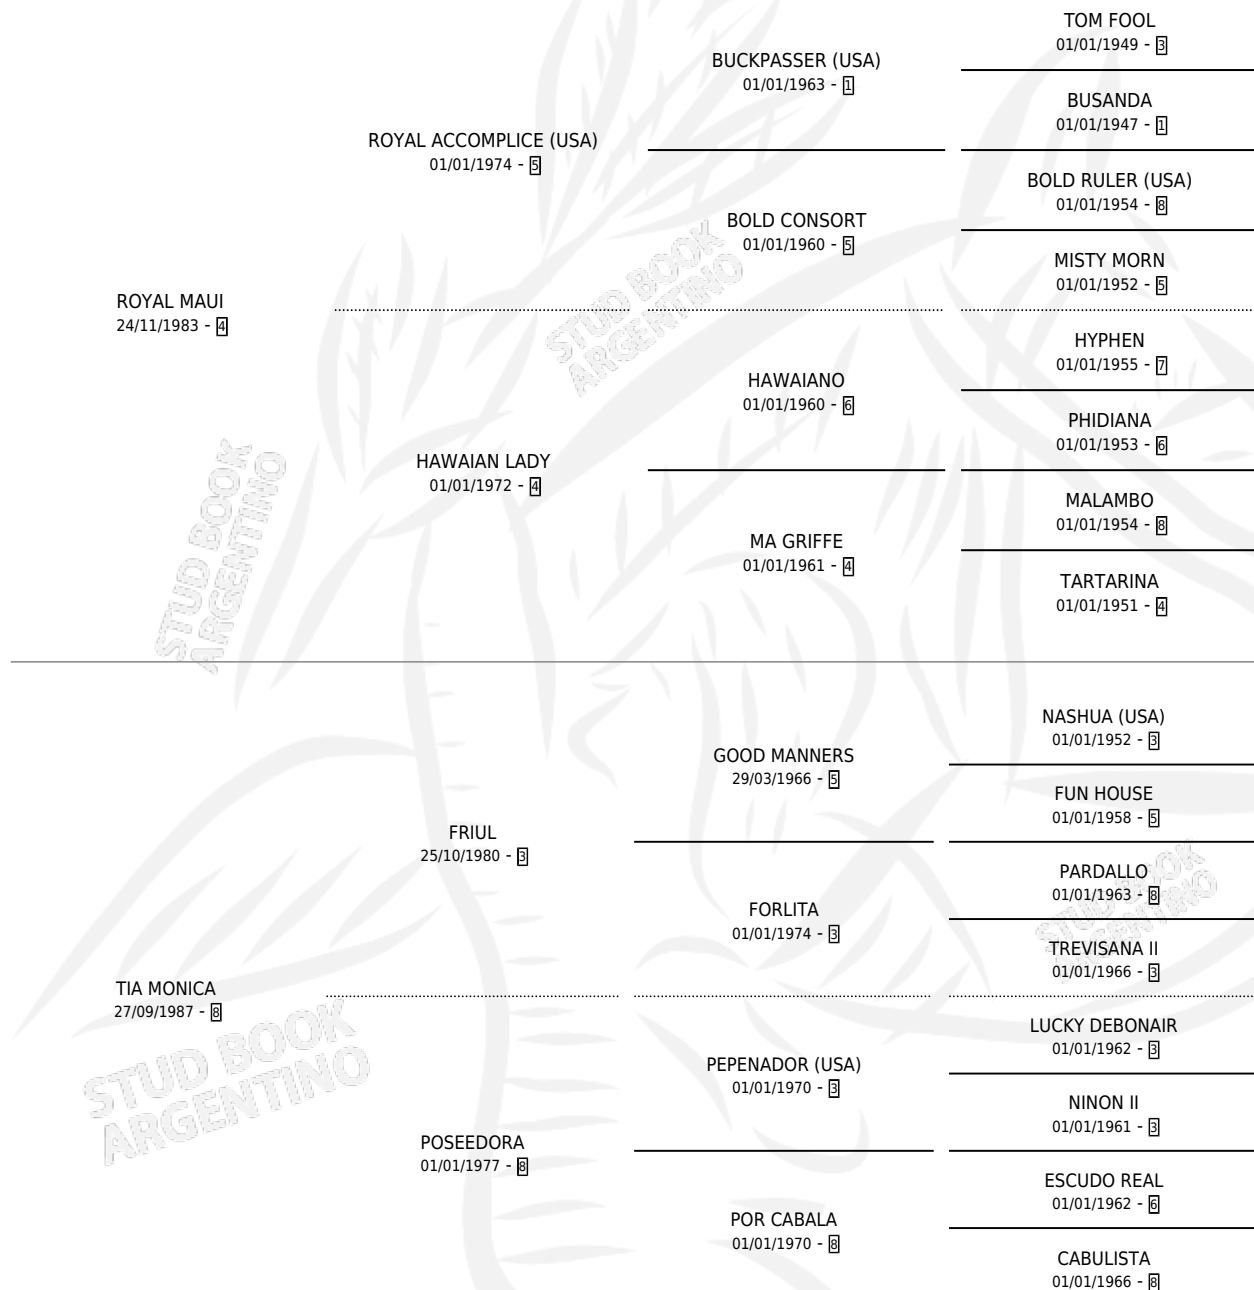 TOM FOOL
01/01/1949 - 3
BUCKPASSER (USA)
01/01/1963 - 1
BUSANDA
01/01/1947 - 1
ROYAL ACCOMPLICE (USA)
01/01/1974 - 5
BOLD RULER (USA)
01/01/1954 - 8
BOLD CONSORT
01/01/1960 - 5
MISTY MORN
01/01/1952 - 5
ROYAL MAUI
24/11/1983 - 4
HYPHEN
01/01/1955 - 7
HAWAIANO
01/01/1960 - 6
PHIDIANA
01/01/1953 - 6
HAWAIAN LADY
01/01/1972 - 4
MALAMBO
01/01/1954 - 8
MA GRIFFE
01/01/1961 - 4
TARTARINA
01/01/1951 - 4
NASHUA (USA)
01/01/1952 - 3
GOOD MANNERS
29/03/1966 - 5
FUN HOUSE
01/01/1958 - 5
FRIUL
25/10/1980 - 3
PARDALLO
01/01/1963 - 8
FORLITA
01/01/1974 - 3
TREVISANA II
01/01/1966 - 3
TIA MONICA
27/09/1987 - 8
LUCKY DEBONAIR
01/01/1962 - 3
PEPENADOR (USA)
01/01/1970 - 3
NINON II
01/01/1961 - 3
POSEEDORA
01/01/1977 - 8
ESCUDO REAL
01/01/1962 - 6
POR CABALA
01/01/1970 - 8
CABULISTA
01/01/1966 - 8
STUD BOOK
ARGENTINO
STUD BOOK
ARGENTINO
STUD BOOK
ARGENTINO
STUD BOOK
ARGENTINO